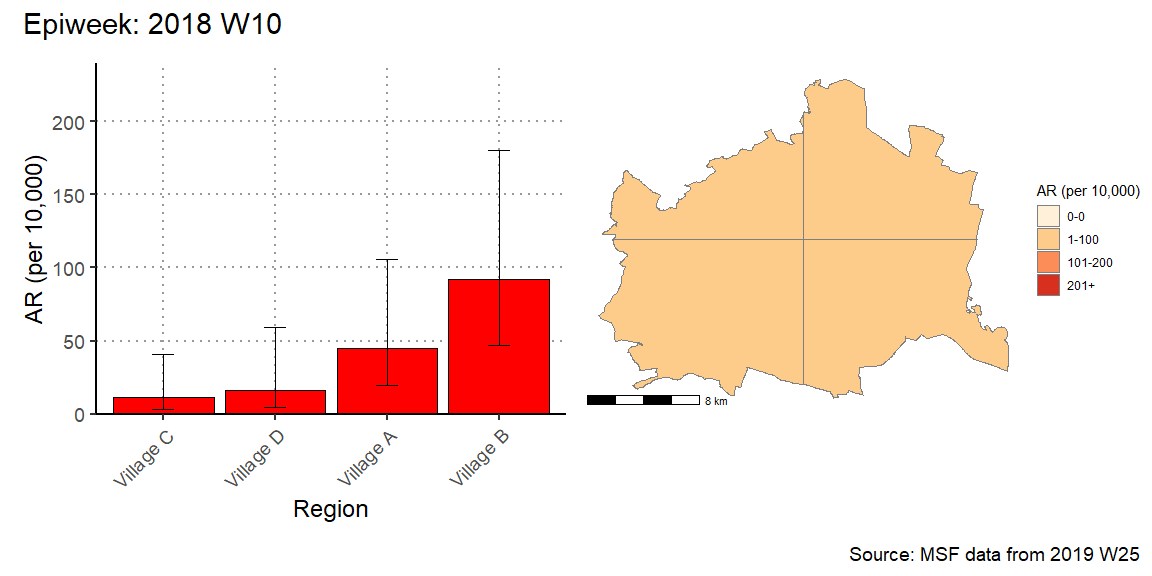 Epiweek: 2018 W10
AR (per 10,000)
200
150
100
50
0
Village C
Village D
Village A
Village B
Region
8 km
AR (per 10,000)
0-0
1-100
101-200
201+
Source: MSF data from 2019 W25